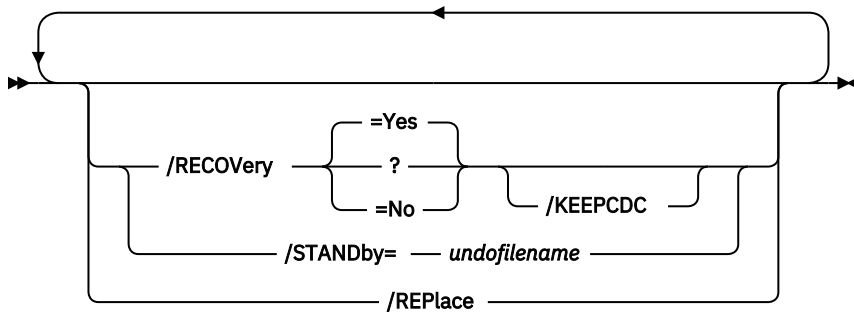 =Yes
/RECOVery ?
=No /KEEPCDC
/STANDby= undofilename
/REPlace